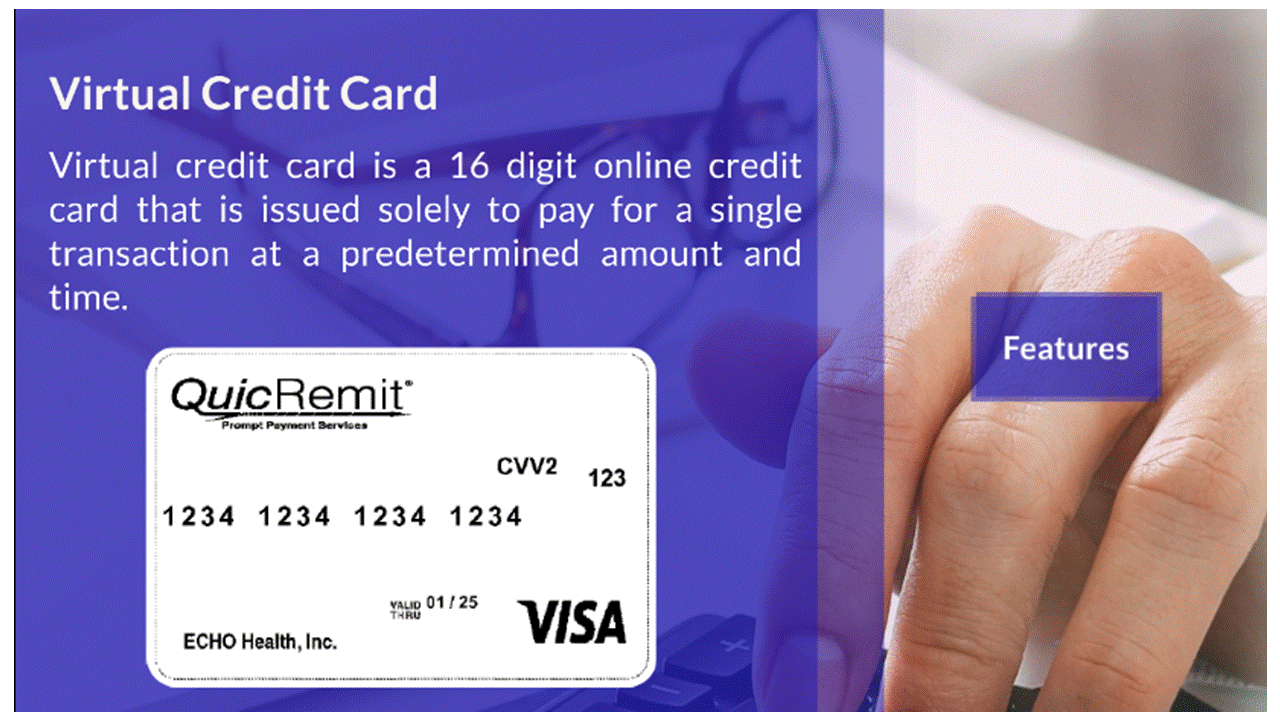 Virtual Credit Card
Virtual credit card is a 16 digit online credit
card that is issued solely to pay for a single
transaction at a predetermined amount and
time.
Features
QuicRemit®
Prompt Payment Services
CVV2 123
1234 1234 1234 1234
VALID THRU 01 / 25
ECHO Health, Inc.
VISA